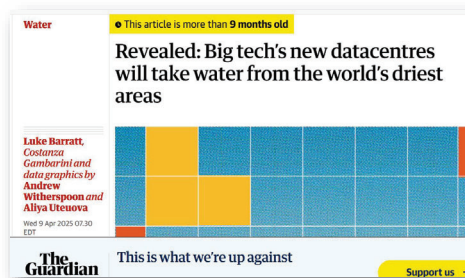 Water
This article is more than 9 months old
Revealed: Big tech's new datacentres
will take water from the world's driest
areas
Luke Barratt,
Costanza
Gambarini and
data graphics by
Andrew
Witherspoon and
Aliya Uteuova
Wed 9 Apr 2025 07.30
EDT
The
Guardian
This is what we're up against
Support us